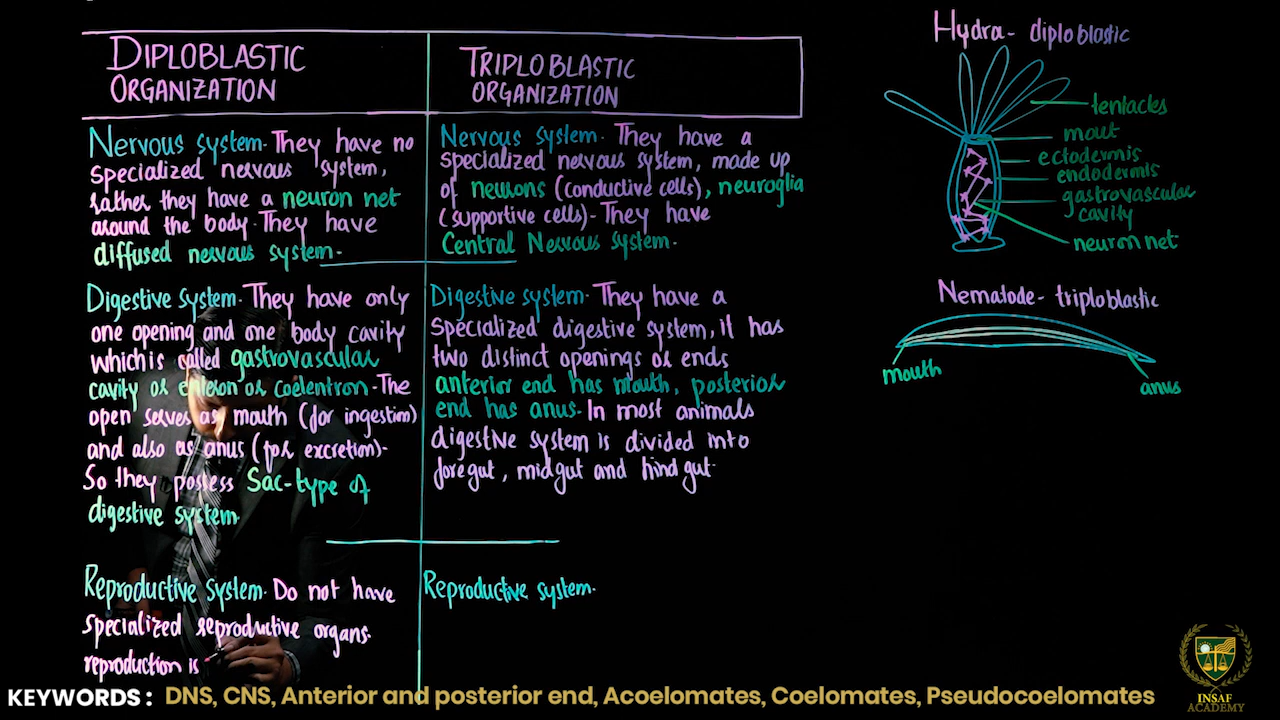 DIPLOBLASTIC
ORGANIZATION
TRIPLOBLASTIC
ORGANIZATION
Nervous system. They have no
specialized nervous system,
rather they have a neuron net
around the body. They have
diffused nervous system.
Nervous system. They have a
specialized nervous system, made up
of neurons (conductive cells), neuroglia
(supportive cells). They have
Central Nervous system.
Digestive system. They have only
one opening and one body cavity
which is called gastrovascular
cavity or enteron or coelentron. The
open serves as mouth (for ingestion)
and also as anus (for excretion).
So they possess Sac-type of
digestive system.
Digestive system. They have a
specialized digestive system, it has
two distinct openings or ends
anterior end has mouth, posterior
end has anus. In most animals
digestive system is divided into
foregut, midgut and hind gut.
Reproductive system. Do not have
specialized reproductive organs.
reproduction is
Reproductive system.
Hydra - diploblastic
tentacles
mout
ectodermis
endodermis
gastrovascular
cavity
neuron net
Nematode - triploblastic
mouth
anus
KEYWORDS : DNS, CNS, Anterior and posterior end, Acoelomates, Coelomates, Pseudocoelomates
INSAF
ACADEMY